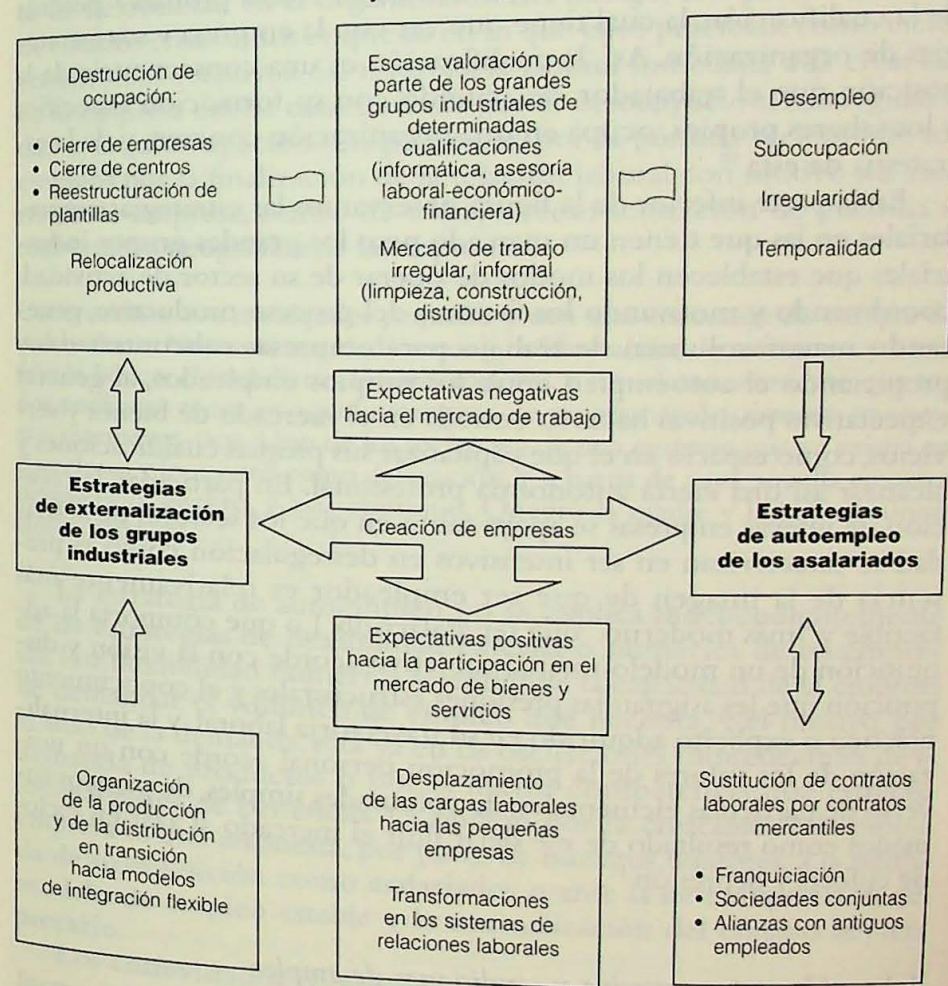 Destrucción de
ocupación:
• Cierre de empresas
• Cierre de centros
• Reestructuración de
plantillas
Relocalización
productiva
Escasa valoración por
parte de los grandes
grupos industriales de
determinadas
cualificaciones
(informática, asesoría
laboral-económico-
financiera)
Mercado de trabajo
irregular, informal
(limpieza, construcción,
distribución)
Desempleo
Subocupación
Irregularidad
Temporalidad
Expectativas negativas
hacia el mercado de trabajo
Estrategias
de externalización
de los grupos
industriales
Creación de empresas
Estrategias
de autoempleo
de los asalariados
Expectativas positivas
hacia la participación en el
mercado de bienes y
servicios
Organización
de la producción
y de la distribución
en transición
hacia modelos
de integración flexible
Desplazamiento
de las cargas laborales
hacia las pequeñas
empresas
Transformaciones
en los sistemas de
relaciones laborales
Sustitución de contratos
laborales por contratos
mercantiles
• Franquiciación
• Sociedades conjuntas
• Alianzas con antiguos
empleados